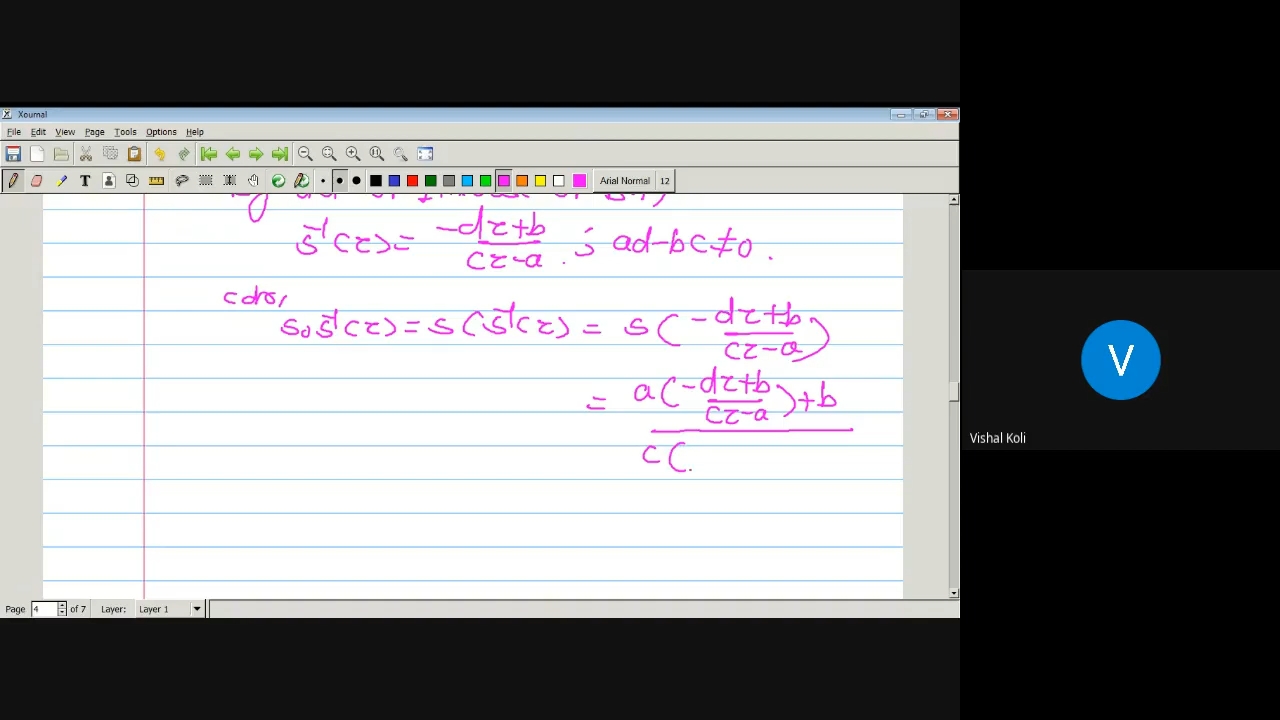 Xournal
File Edit View Page Tools Options Help
Arial Normal 12
s⁻¹(z) = (-dz+b)/(cz-a) ; ad-bc≠0.
s∘s⁻¹(z) = s(s⁻¹(z)) = s((-dz+b)/(cz-a))
= (a((-dz+b)/(cz-a))+b)/(c(
V
Vishal Koli
Page 4 of 7 Layer: Layer 1